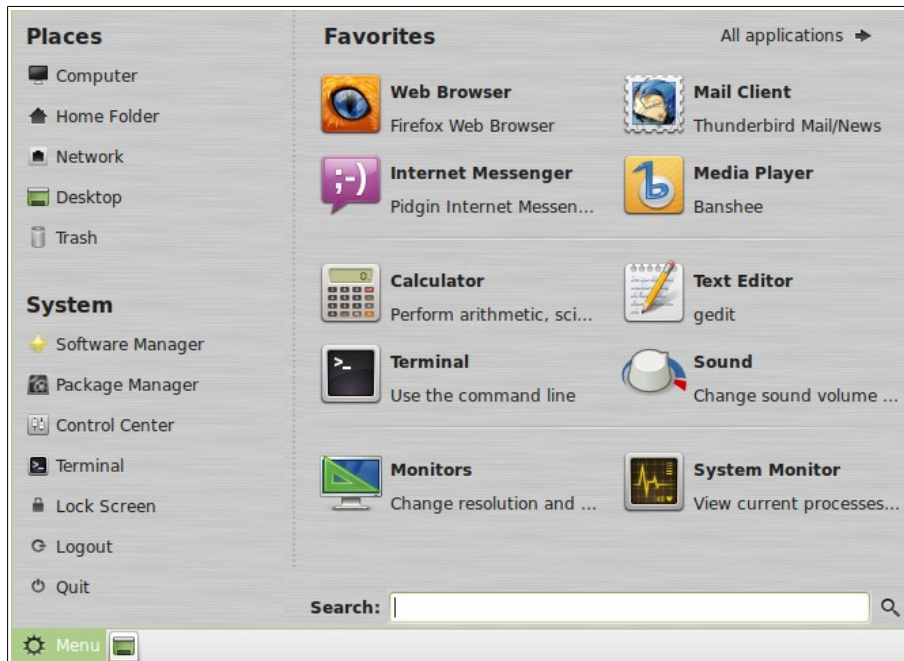 Places
Computer
Home Folder
Network
Desktop
Trash
System
Software Manager
Package Manager
Control Center
Terminal
Lock Screen
Logout
Quit
Favorites
All applications
Web Browser
Firefox Web Browser
Mail Client
Thunderbird Mail/News
;-)
Internet Messenger
Pidgin Internet Messen...
Media Player
Banshee
0.
Calculator
Perform arithmetic, sci...
Text Editor
gedit
>_
Terminal
Use the command line
Sound
Change sound volume ...
Monitors
Change resolution and ...
System Monitor
View current processes...
Search:
Menu